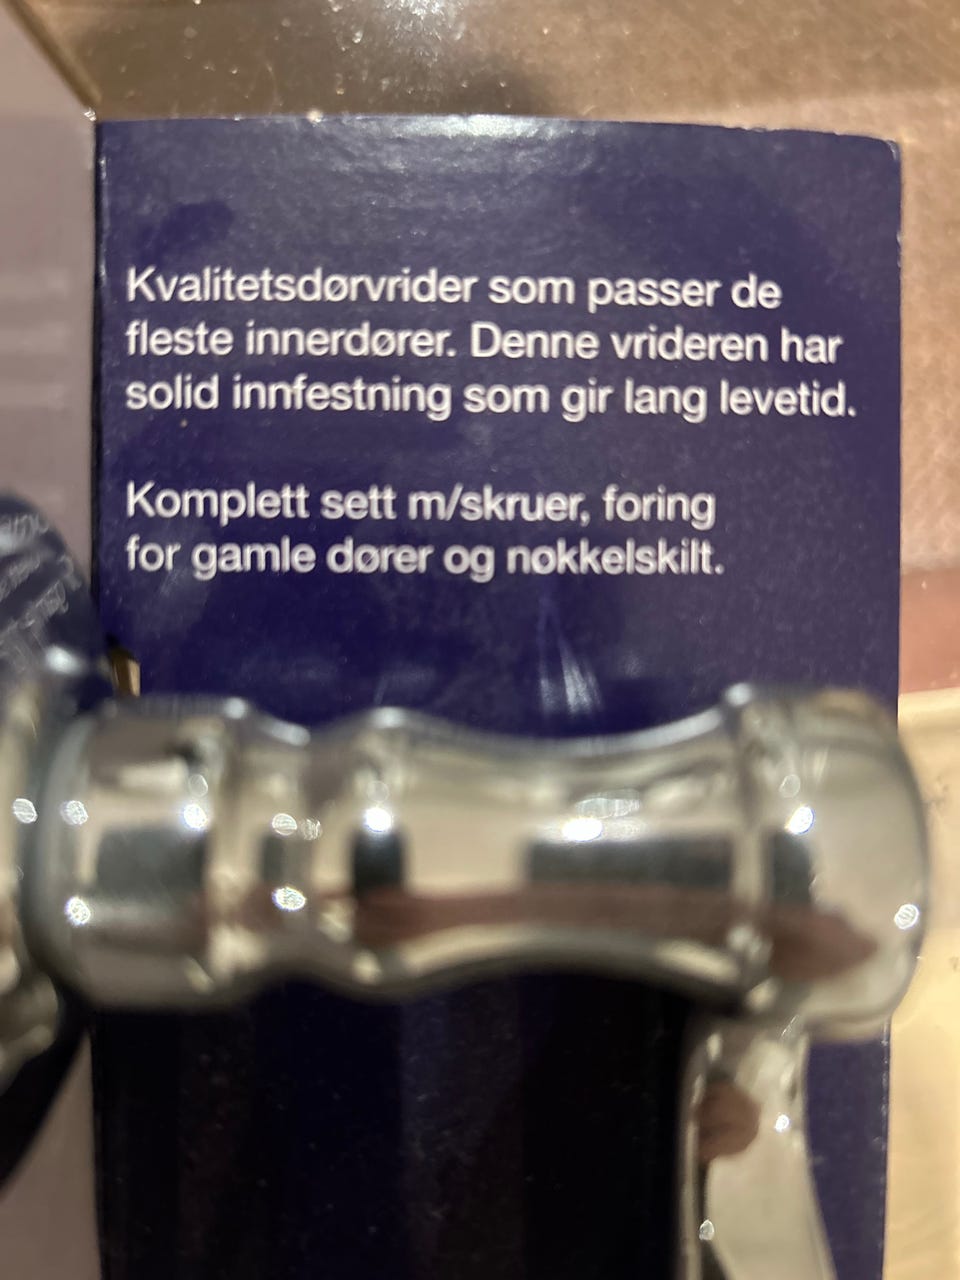 Kvalitetsdørvrider som passer de
fleste innerdører. Denne vrideren har
solid innfestning som gir lang levetid.
Komplett sett m/skruer, foring
for gamle dører og nøkkelskilt.